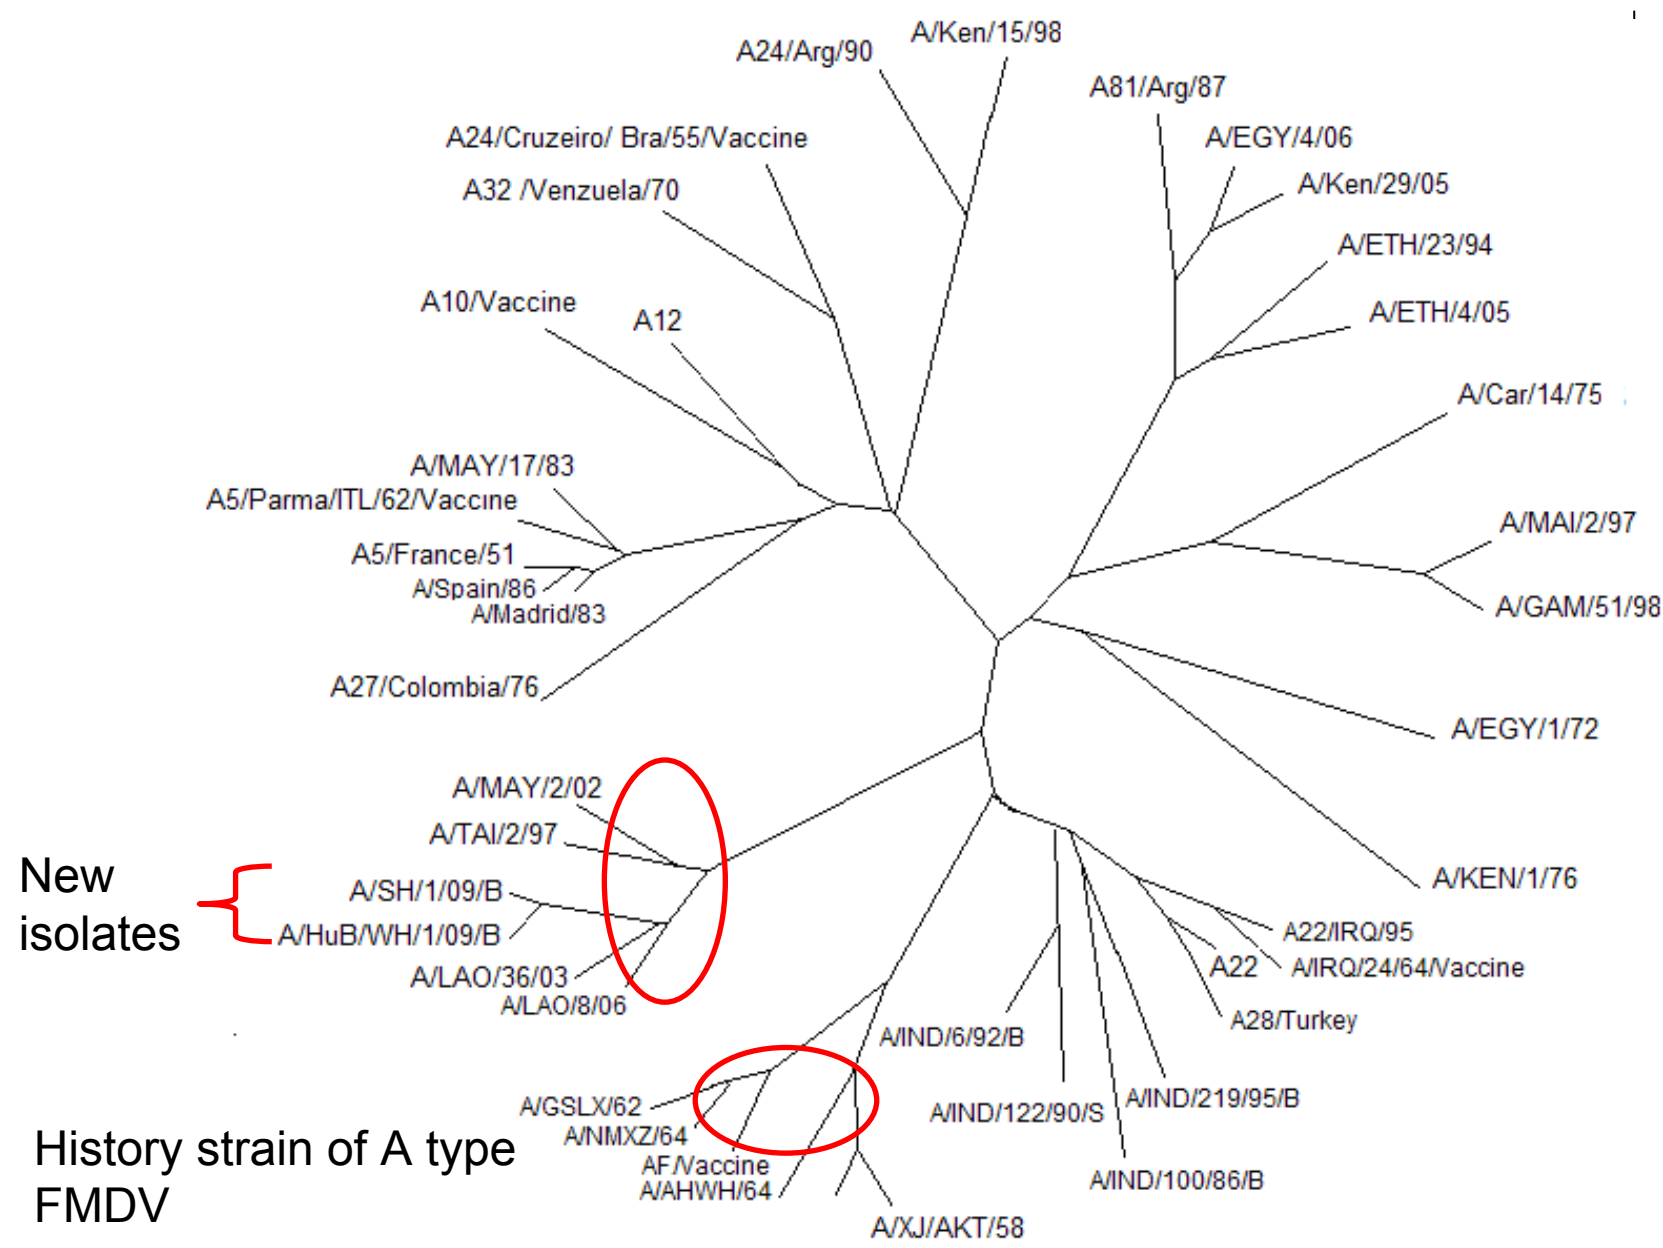 A/Ken/15/98
A24/Arg/90
A81/Arg/87
A24/Cruzeiro/ Bra/55/Vaccine
A/EGY/4/06
A32 /Venzuela/70
A/Ken/29/05
A/ETH/23/94
A10/Vaccine
A12
A/ETH/4/05
A/Car/14/75
A/MAY/17/83
A5/Parma/ITL/62/Vaccine
A/MAI/2/97
A5/France/51
A/Spain/86
A/Madrid/83
A/GAM/51/98
A27/Colombia/76
A/EGY/1/72
A/MAY/2/02
A/TAI/2/97
New
isolates
A/SH/1/09/B
A/HuB/WH/1/09/B
A/KEN/1/76
A22/IRQ/95
A/LAO/36/03
A22
A/IRQ/24/64/Vaccine
A/LAO/8/06
A28/Turkey
A/IND/6/92/B
A/GSLX/62
A/IND/122/90/S
A/IND/219/95/B
A/NMXZ/64
History strain of A type
FMDV
AF/Vaccine
A/AHWH/64
A/IND/100/86/B
A/XJ/AKT/58